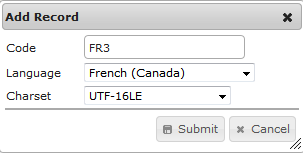 Add Record
Code FR3
Language French (Canada)
Charset UTF-16LE
Submit Cancel